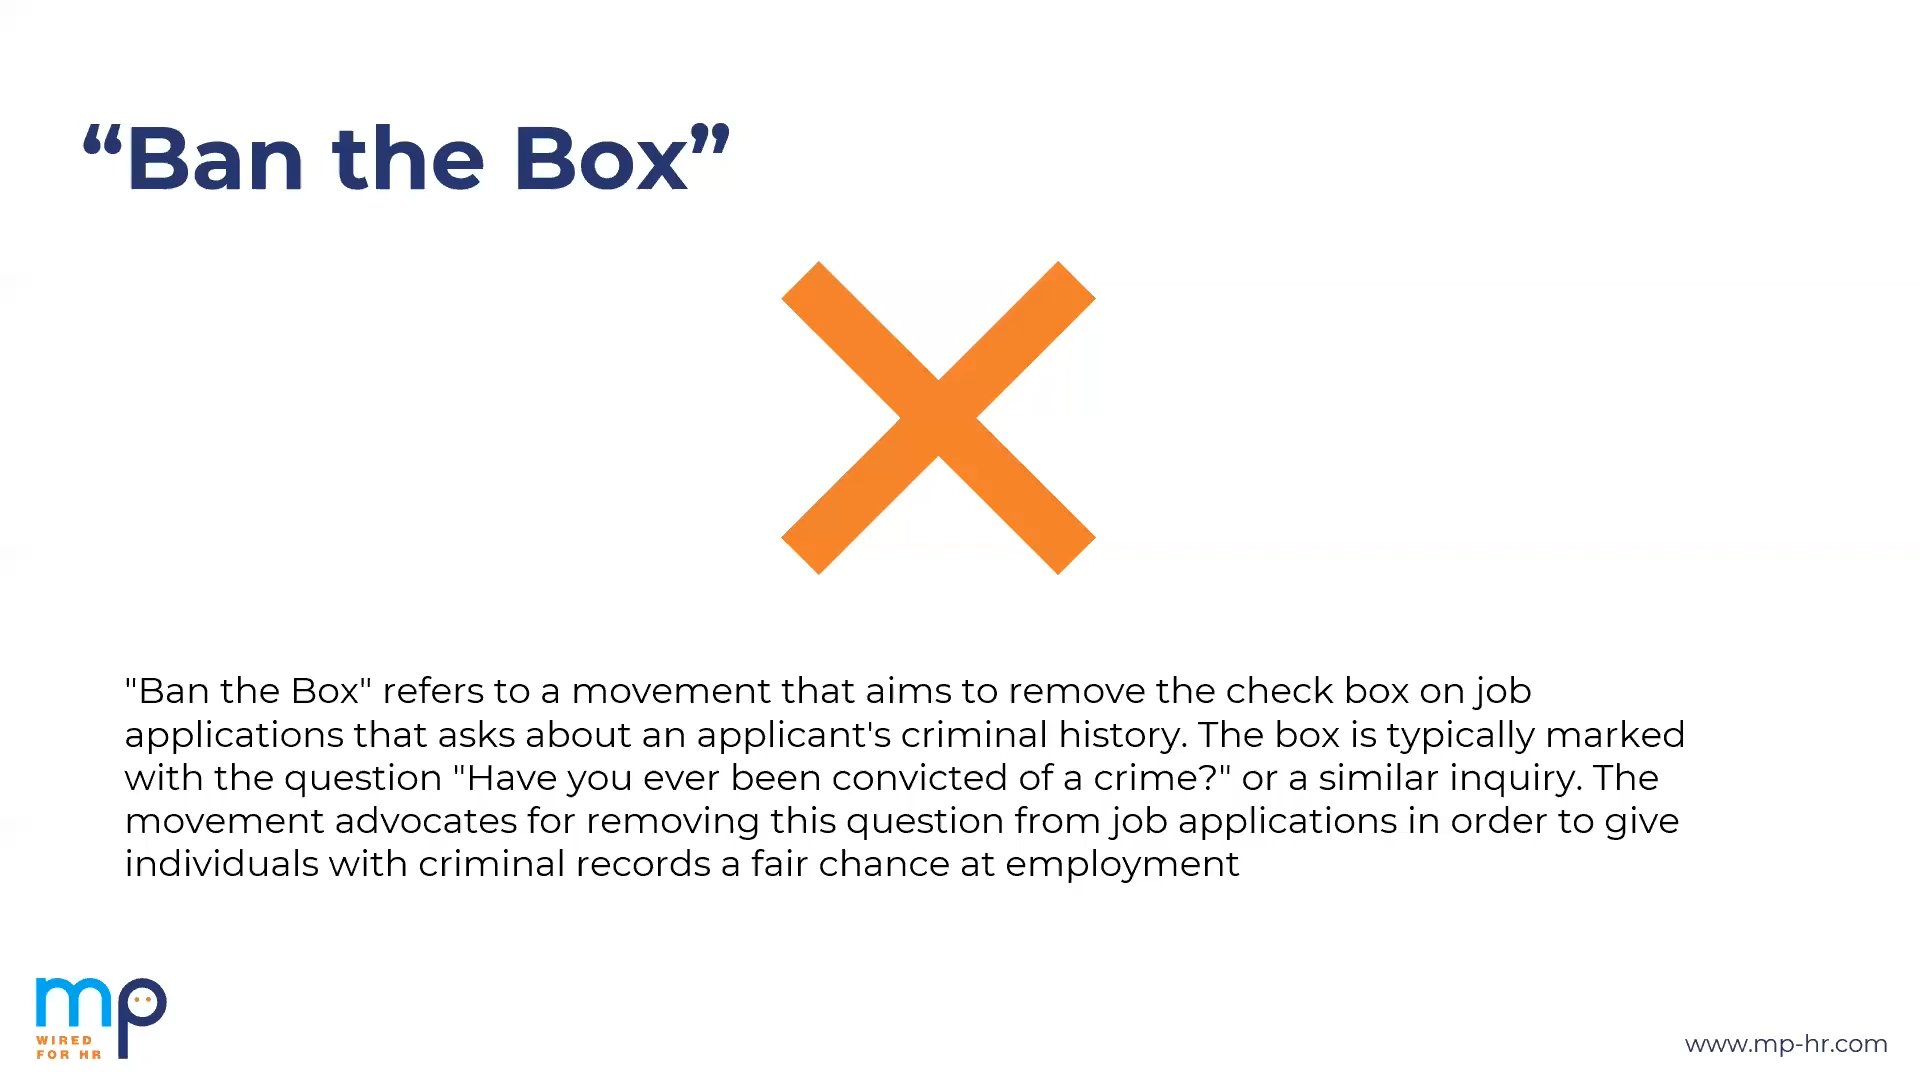 “Ban the Box”
"Ban the Box" refers to a movement that aims to remove the check box on job
applications that asks about an applicant's criminal history. The box is typically marked
with the question "Have you ever been convicted of a crime?" or a similar inquiry. The
movement advocates for removing this question from job applications in order to give
individuals with criminal records a fair chance at employment
mp
WIRED
FOR HR
www.mp-hr.com